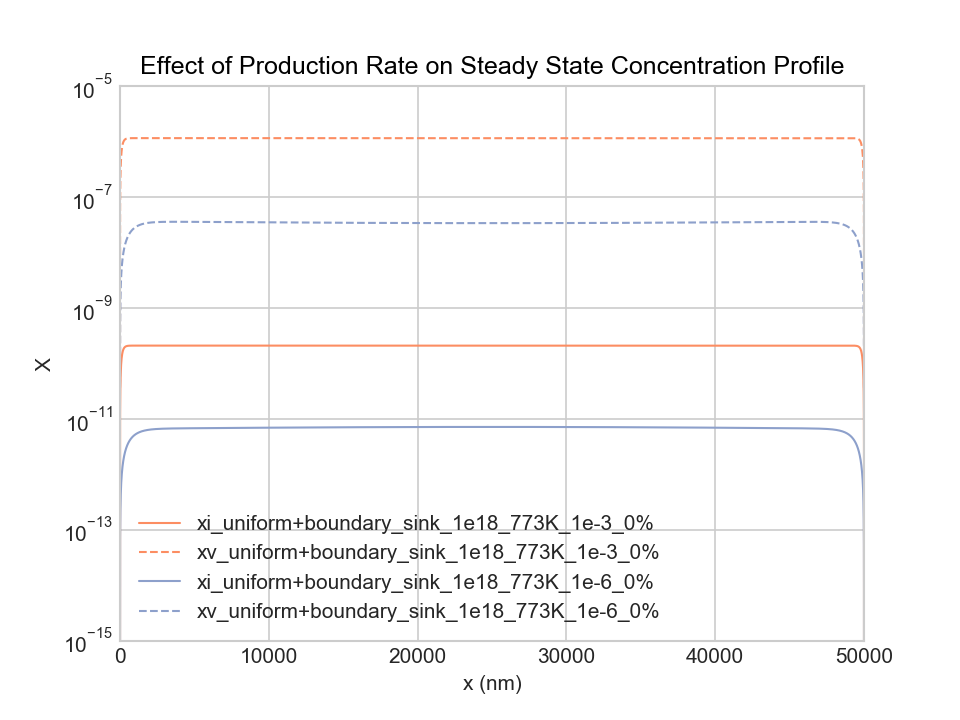 Effect of Production Rate on Steady State Concentration Profile
10⁻⁵
10⁻⁷
10⁻⁹
10⁻¹¹
10⁻¹³
10⁻¹⁵
X
xi_uniform+boundary_sink_1e18_773K_1e-3_0%
xv_uniform+boundary_sink_1e18_773K_1e-3_0%
xi_uniform+boundary_sink_1e18_773K_1e-6_0%
xv_uniform+boundary_sink_1e18_773K_1e-6_0%
0 10000 20000 30000 40000 50000
x (nm)